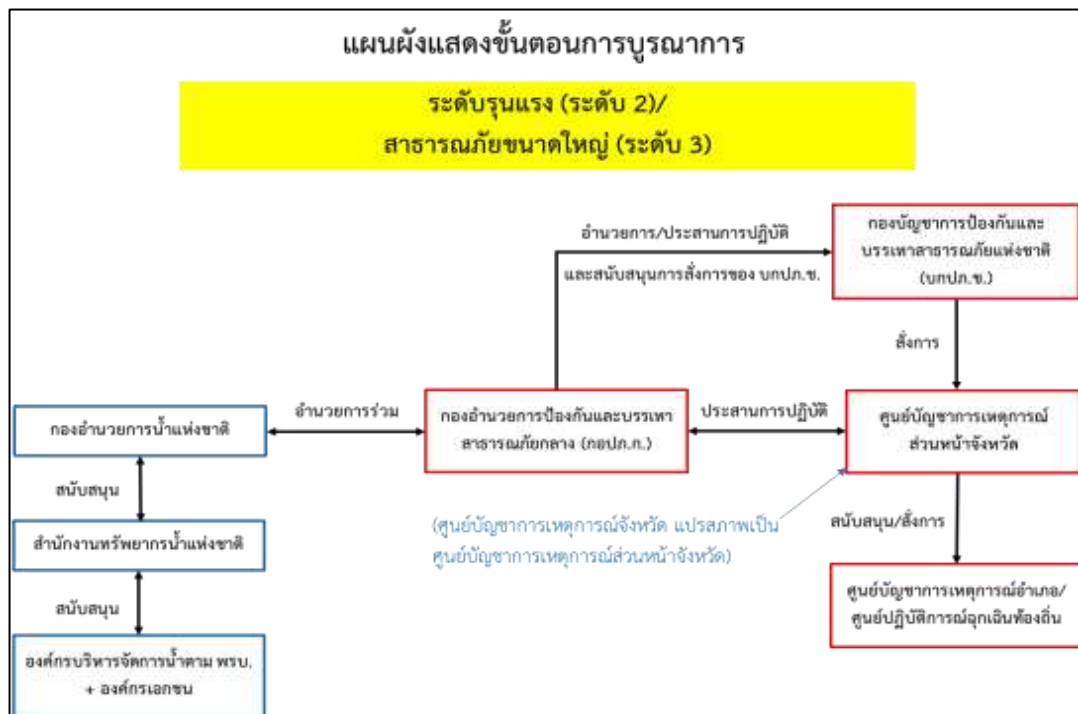 แผนผังแสดงขั้นตอนการบูรณาการ
ระดับรุนแรง (ระดับ 2)/
สาธารณภัยขนาดใหญ่ (ระดับ 3)
อำนวยการ/ประสานการปฏิบัติ
และสนับสนุนการสั่งการของ บกปภ.ช.
กองบัญชาการป้องกันและ
บรรเทาสาธารณภัยแห่งชาติ
(บกปภ.ช.)
สั่งการ
กองอำนวยการน้ำแห่งชาติ
อำนวยการร่วม
กองอำนวยการป้องกันและบรรเทา
สาธารณภัยกลาง (กอปภ.ก.)
ประสานการปฏิบัติ
ศูนย์บัญชาการเหตุการณ์
ส่วนหน้าจังหวัด
สนับสนุน
(ศูนย์บัญชาการเหตุการณ์จังหวัด แปรสภาพเป็น
ศูนย์บัญชาการเหตุการณ์ส่วนหน้าจังหวัด)
สนับสนุน/สั่งการ
สำนักงานทรัพยากรน้ำแห่งชาติ
สนับสนุน
ศูนย์บัญชาการเหตุการณ์อำเภอ/
ศูนย์ปฏิบัติการฉุกเฉินท้องถิ่น
องค์กรบริหารจัดการน้ำตาม พรบ.
+ องค์กรเอกชน